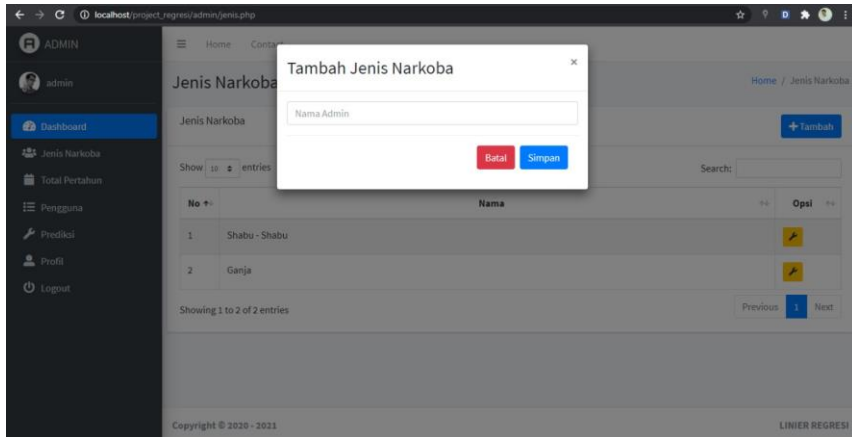 localhost/project_regresi/admin/jenis.php
ADMIN
Home
admin
Tambah Jenis Narkoba
×
Jenis Narkoba
Home / Jenis Narkoba
Nama Admin
Dashboard
Jenis Narkoba
+Tambah
Jenis Narkoba
Batal Simpan
Show 10 entries
Search:
Total Pertahun
Pengguna
No Nama Opsi
Prediksi
1 Shabu - Shabu
Profil
2 Ganja
Logout
Showing 1 to 2 of 2 entries
Previous 1 Next
Copyright © 2020 - 2021
LINIER REGRESI